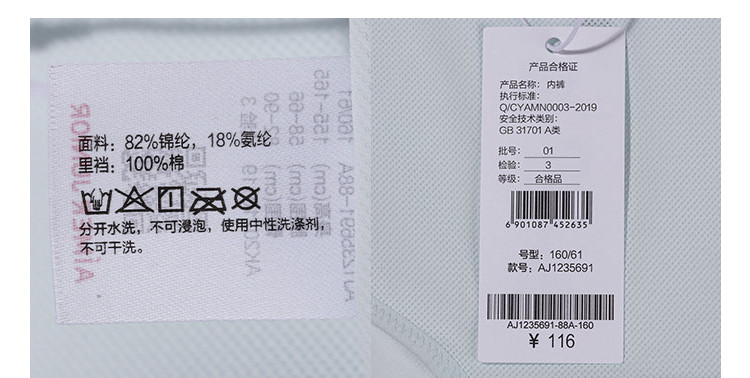 面料: 82%锦纶, 18%氨纶
里裆: 100%棉
分开水洗, 不可浸泡, 使用中性洗涤剂,
不可干洗。
产品合格证
产品名称: 内裤
执行标准:
Q/CYAMN0003-2019
安全技术类别:
GB 31701 A类
批号: 01
检验: 3
等级: 合格品
6 901087 452635
号型: 160/61
款号: AJ1235691
AJ1235691-88A-160
¥ 116